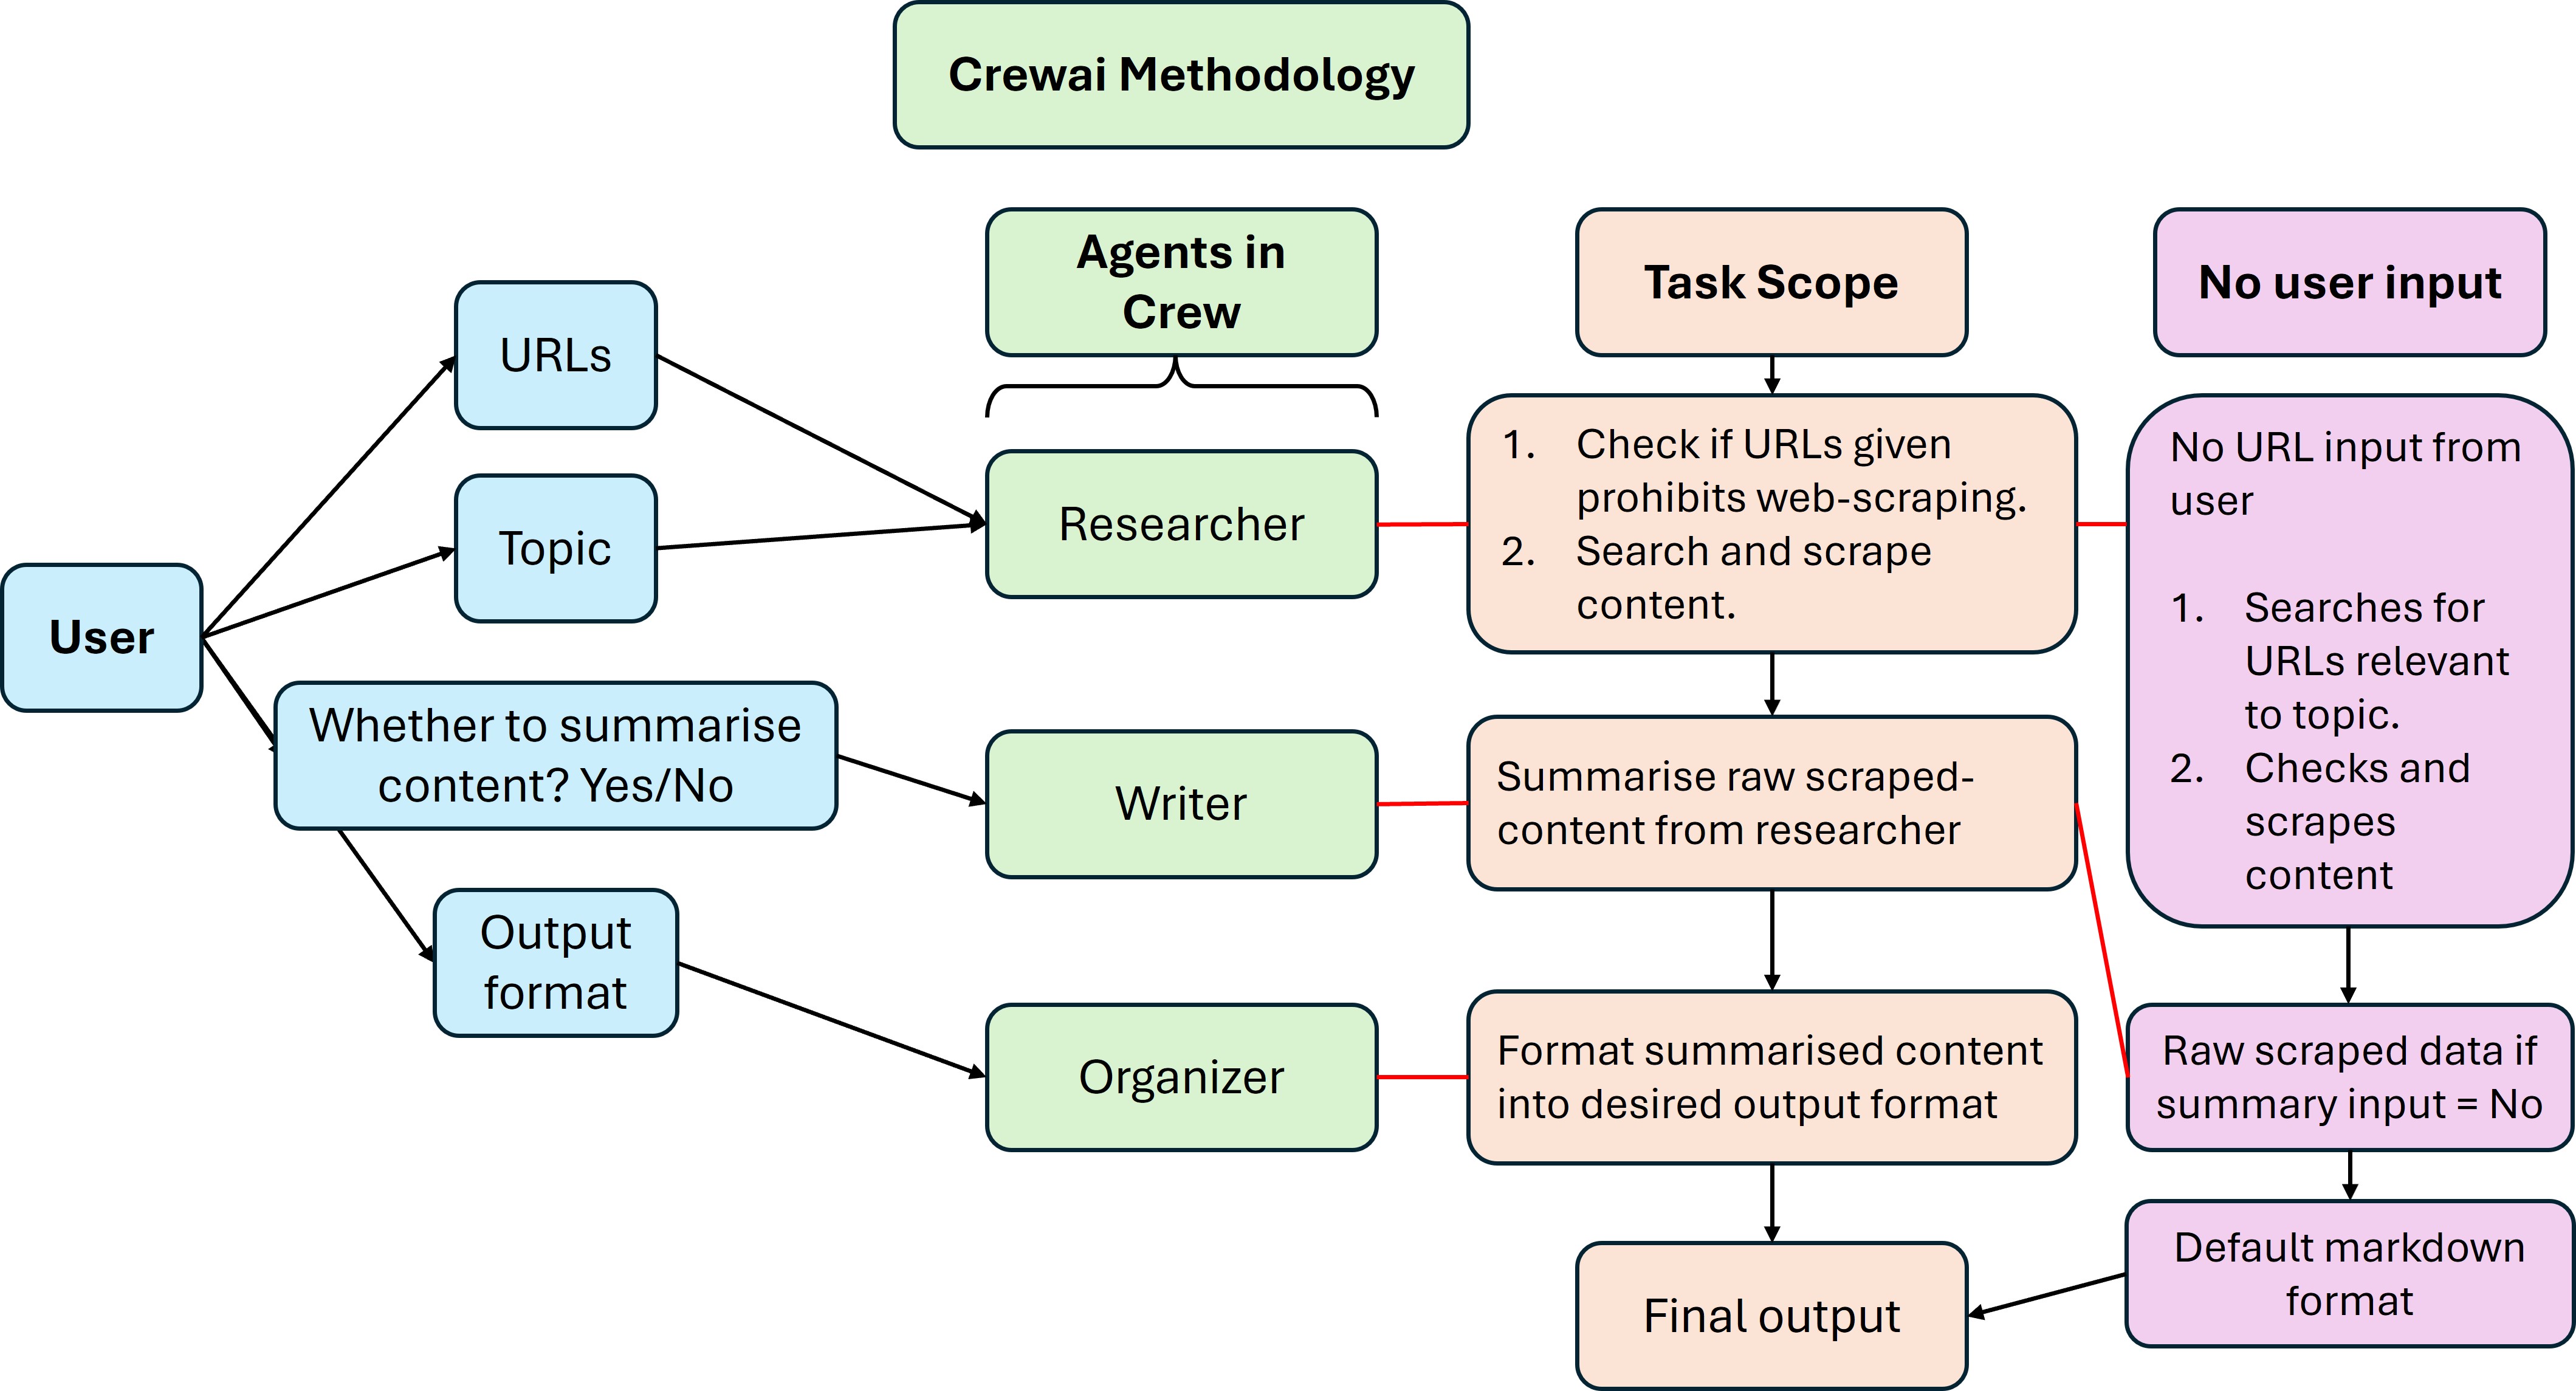 Crewai Methodology
Agents in
Crew
Task Scope
No user input
URLs
Topic
User
Whether to summarise
content? Yes/No
Output
format
Researcher
Writer
Organizer
1. Check if URLs given
prohibits web-scraping.
2. Search and scrape
content.
Summarise raw scraped-
content from researcher
Format summarised content
into desired output format
Final output
No URL input from
user
1. Searches for
URLs relevant
to topic.
2. Checks and
scrapes
content
Raw scraped data if
summary input = No
Default markdown
format